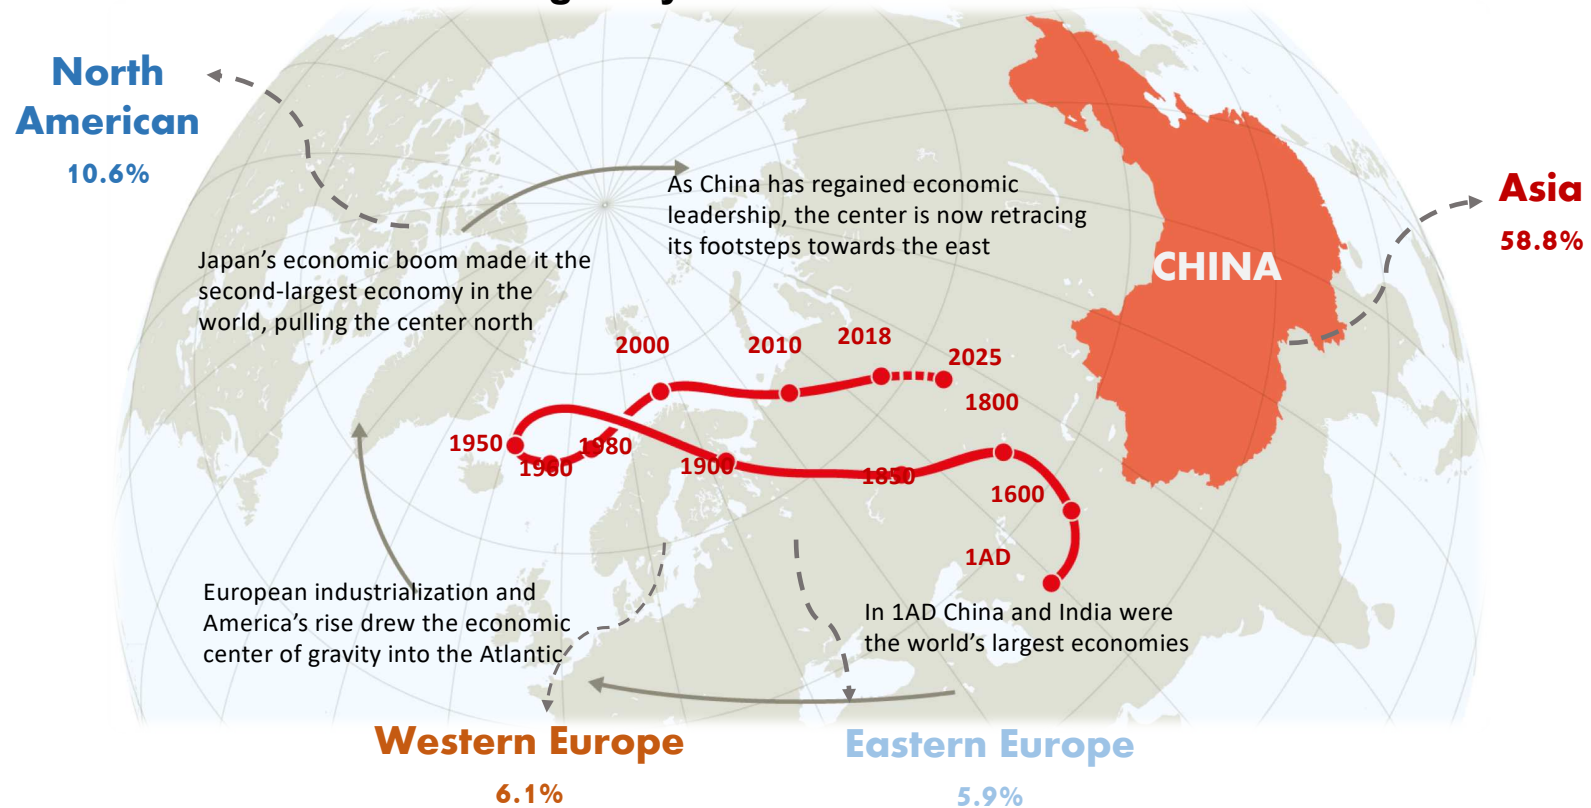 North
American
10.6%
Asia
58.8%
CHINA
As China has regained economic
leadership, the center is now retracing
its footsteps towards the east
Japan's economic boom made it the
second-largest economy in the
world, pulling the center north
2000
2010
2018
2025
1800
1950
1960
1980
1900
1850
1600
1AD
European industrialization and
America's rise drew the economic
center of gravity into the Atlantic
In 1AD China and India were
the world's largest economies
Western Europe
6.1%
Eastern Europe
5.9%